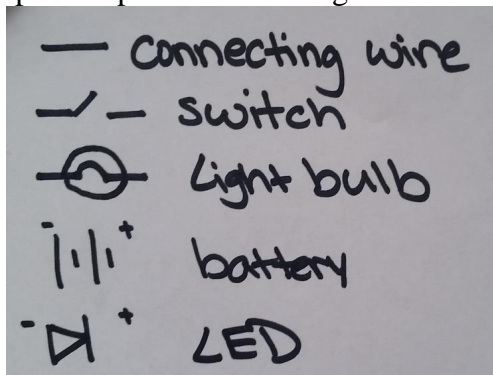 connecting wire
switch
Light bulb
- + battery
- + LED